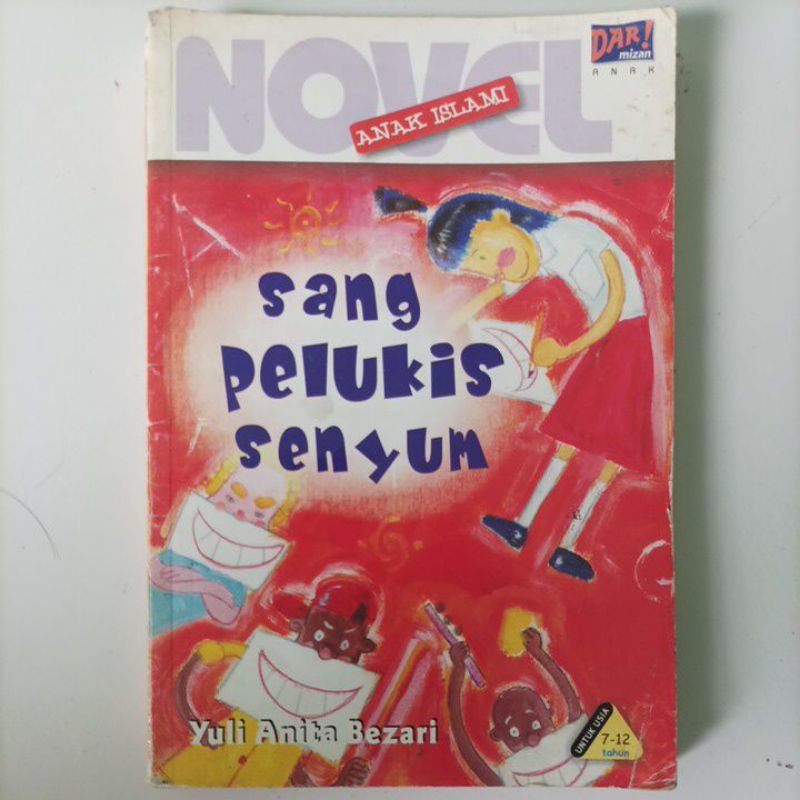 NOVEL
ANAK ISLAMI
DAR!
mizan
ANAK
sang
pelukis
senyum
Yuli Anita Bezari
UNTUK USIA
7-12
tahun